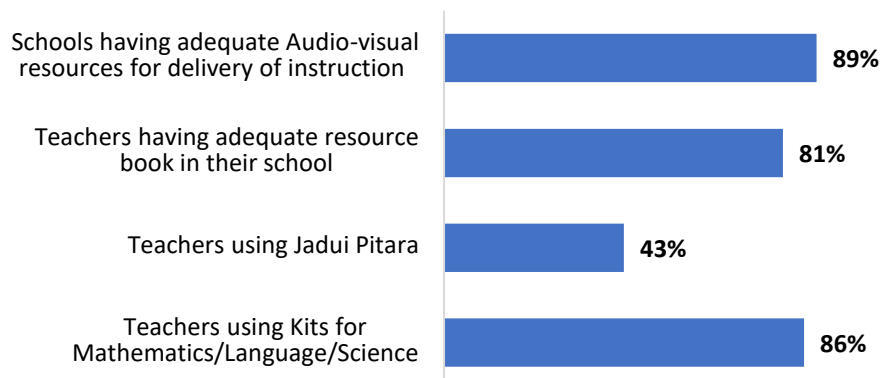 Schools having adequate Audio-visual
resources for delivery of instruction
89%
Teachers having adequate resource
book in their school
81%
Teachers using Jadui Pitara
43%
Teachers using Kits for
Mathematics/Language/Science
86%